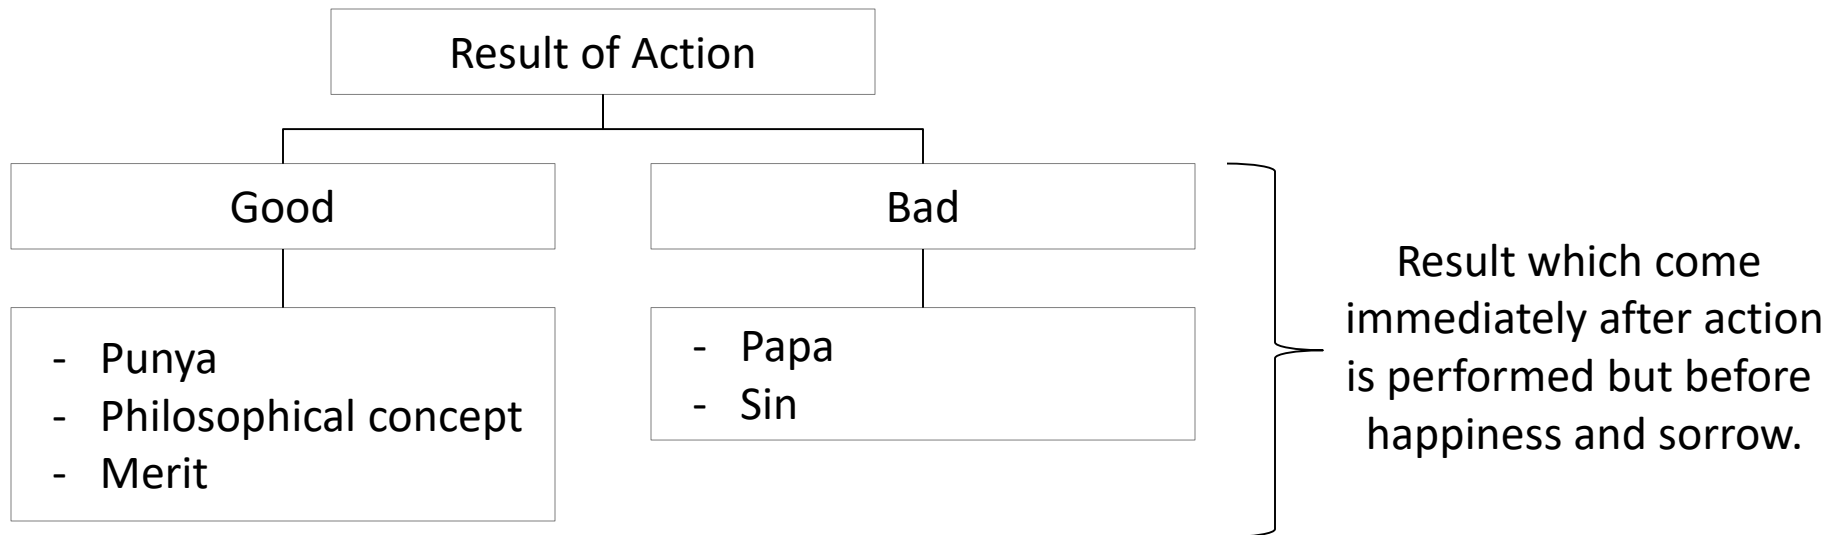 Result of Action
Good
Bad
- Punya
- Philosophical concept
- Merit
- Papa
- Sin
Result which come
immediately after action
is performed but before
happiness and sorrow.